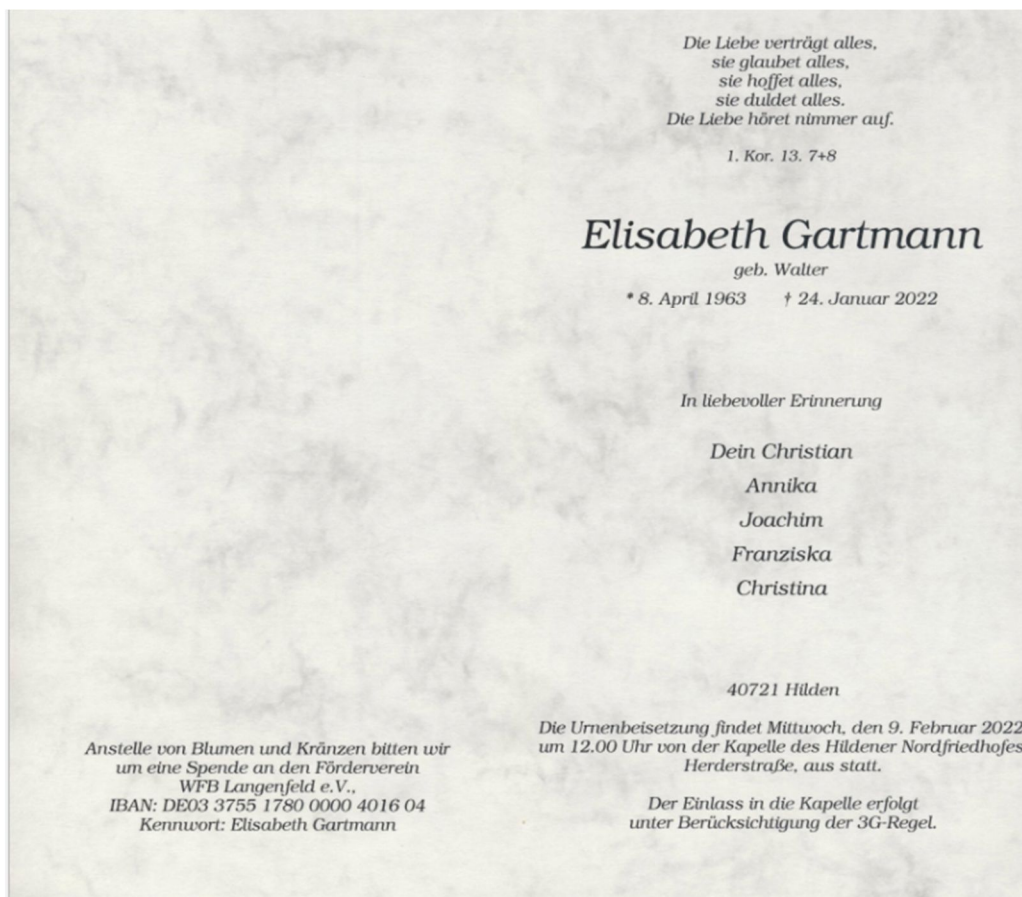 Die Liebe verträgt alles,
sie glaubet alles,
sie hoffet alles,
sie duldet alles.
Die Liebe höret nimmer auf.
1. Kor. 13. 7+8
Elisabeth Gartmann
geb. Walter
* 8. April 1963 † 24. Januar 2022
In liebevoller Erinnerung
Dein Christian
Annika
Joachim
Franziska
Christina
40721 Hilden
Die Urnenbeisetzung findet Mittwoch, den 9. Februar 2022
um 12.00 Uhr von der Kapelle des Hildener Nordfriedhofes
Herderstraße, aus statt.
Der Einlass in die Kapelle erfolgt
unter Berücksichtigung der 3G-Regel.
Anstelle von Blumen und Kränzen bitten wir
um eine Spende an den Förderverein
WFB Langenfeld e.V.,
IBAN: DE03 3755 1780 0000 4016 04
Kennwort: Elisabeth Gartmann